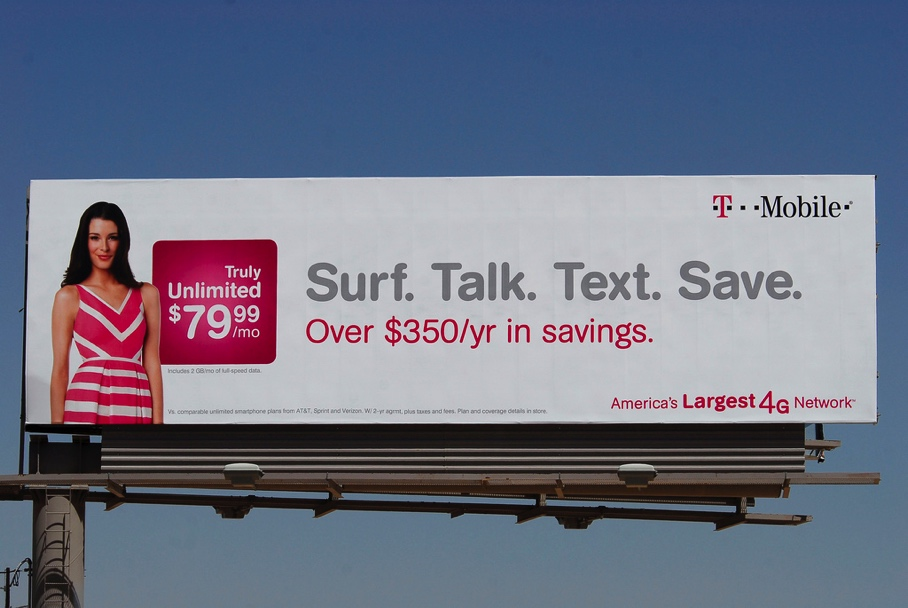 T··Mobile·®
Truly
Unlimited
$79.99
/mo
Includes 2 GB/mo of full-speed data.
Surf. Talk. Text. Save.
Over $350/yr in savings.
Vs. comparable unlimited smartphone plans from AT&T, Sprint and Verizon. W/ 2-yr agrmt, plus taxes and fees. Plan and coverage details in store.
America's Largest 4G Network™